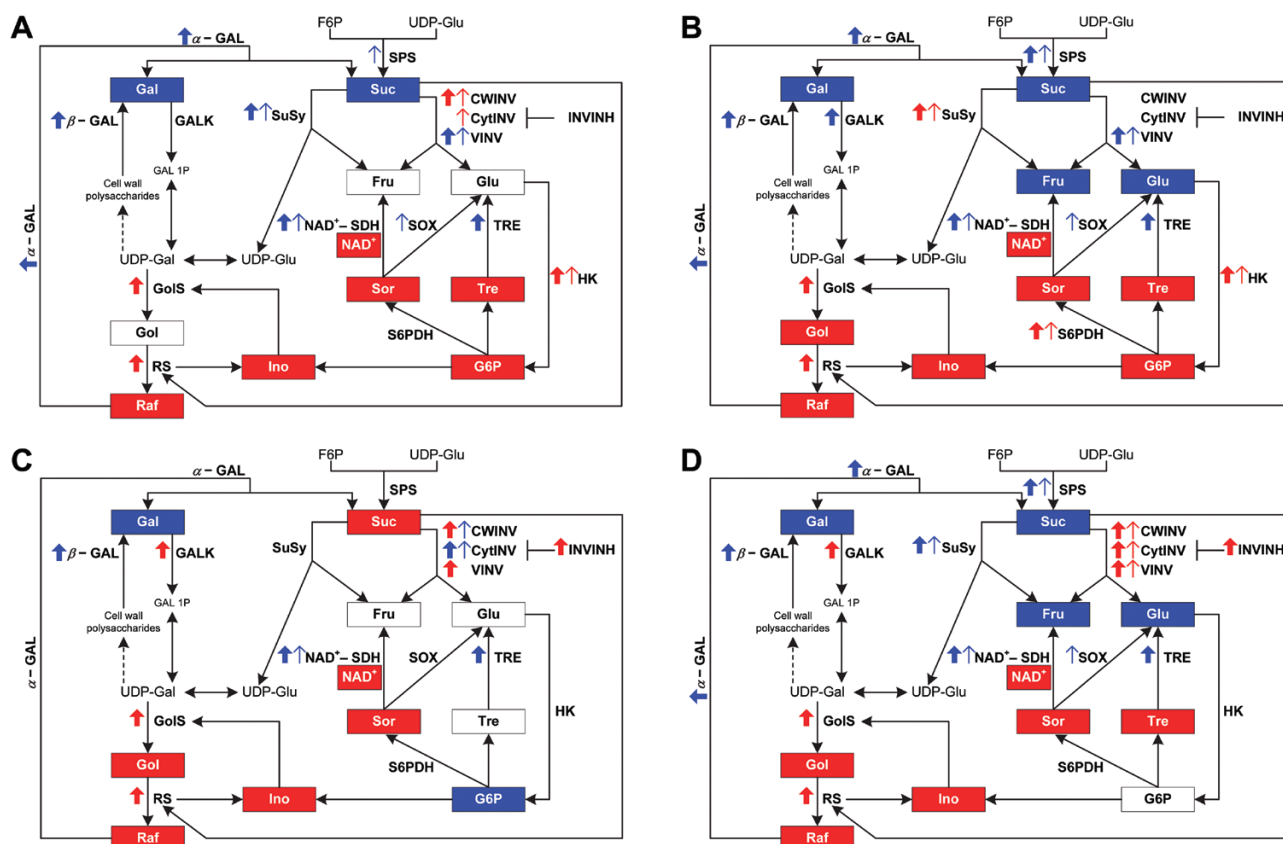 A
F6P
UDP-Glu
α – GAL
SPS
Gal
Suc
β – GAL
GALK
SuSy
CWINV
CytINV
INVINH
VINV
GAL 1P
Cell wall
polysaccharides
Fru
Glu
NAD+– SDH
SOX
TRE
NAD+
α – GAL
UDP-Gal
UDP-Glu
GolS
Sor
Tre
HK
Gol
S6PDH
RS
Ino
G6P
Raf
B
F6P
UDP-Glu
α – GAL
SPS
Gal
Suc
β – GAL
GALK
SuSy
CWINV
CytINV
INVINH
VINV
GAL 1P
Cell wall
polysaccharides
Fru
Glu
NAD+– SDH
SOX
TRE
NAD+
α – GAL
UDP-Gal
UDP-Glu
GolS
Sor
Tre
HK
Gol
S6PDH
RS
Ino
G6P
Raf
C
F6P
UDP-Glu
α – GAL
SPS
Gal
Suc
β – GAL
GALK
SuSy
CWINV
CytINV
INVINH
VINV
GAL 1P
Cell wall
polysaccharides
Fru
Glu
NAD+– SDH
SOX
TRE
NAD+
α – GAL
UDP-Gal
UDP-Glu
GolS
Sor
Tre
HK
Gol
S6PDH
RS
Ino
G6P
Raf
D
F6P
UDP-Glu
α – GAL
SPS
Gal
Suc
β – GAL
GALK
SuSy
CWINV
CytINV
INVINH
VINV
GAL 1P
Cell wall
polysaccharides
Fru
Glu
NAD+– SDH
SOX
TRE
NAD+
α – GAL
UDP-Gal
UDP-Glu
GolS
Sor
Tre
HK
Gol
S6PDH
RS
Ino
G6P
Raf